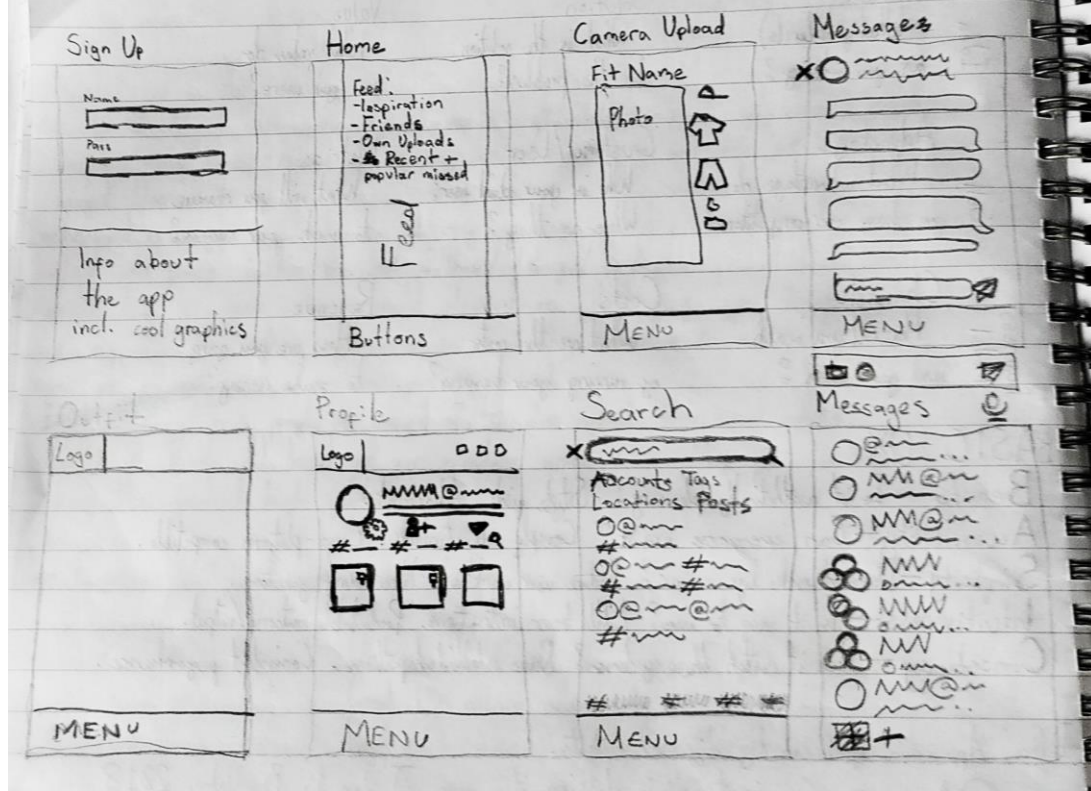 Sign Up
Name
Pass
Info about
the app
incl. cool graphics
Home
Feed:
-Inspiration
-Friends
-Own Uploads
- Recent +
popular missed
Feed
Buttons
Camera Upload
Fit Name
Photo
MENU
Messages
MENU
Outfit
Logo
MENU
Profile
Logo
@
# # #
MENU
Search
Accounts Tags
Locations Posts
@
#
@ #
# #
@ @
#
# # # #
MENU
Messages
@
@
@
@
+